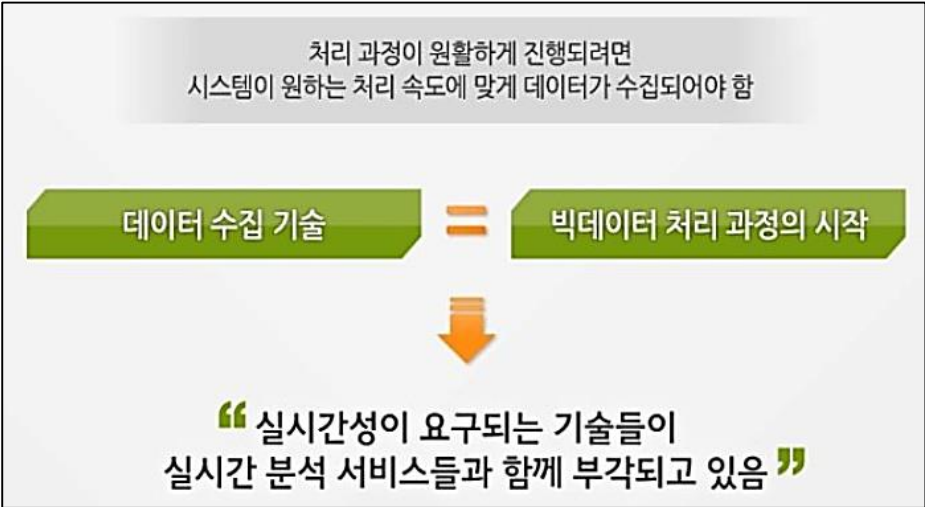 처리 과정이 원활하게 진행되려면
시스템이 원하는 처리 속도에 맞게 데이터가 수집되어야 함
데이터 수집 기술 = 빅데이터 처리 과정의 시작
“실시간성이 요구되는 기술들이
실시간 분석 서비스들과 함께 부각되고 있음”